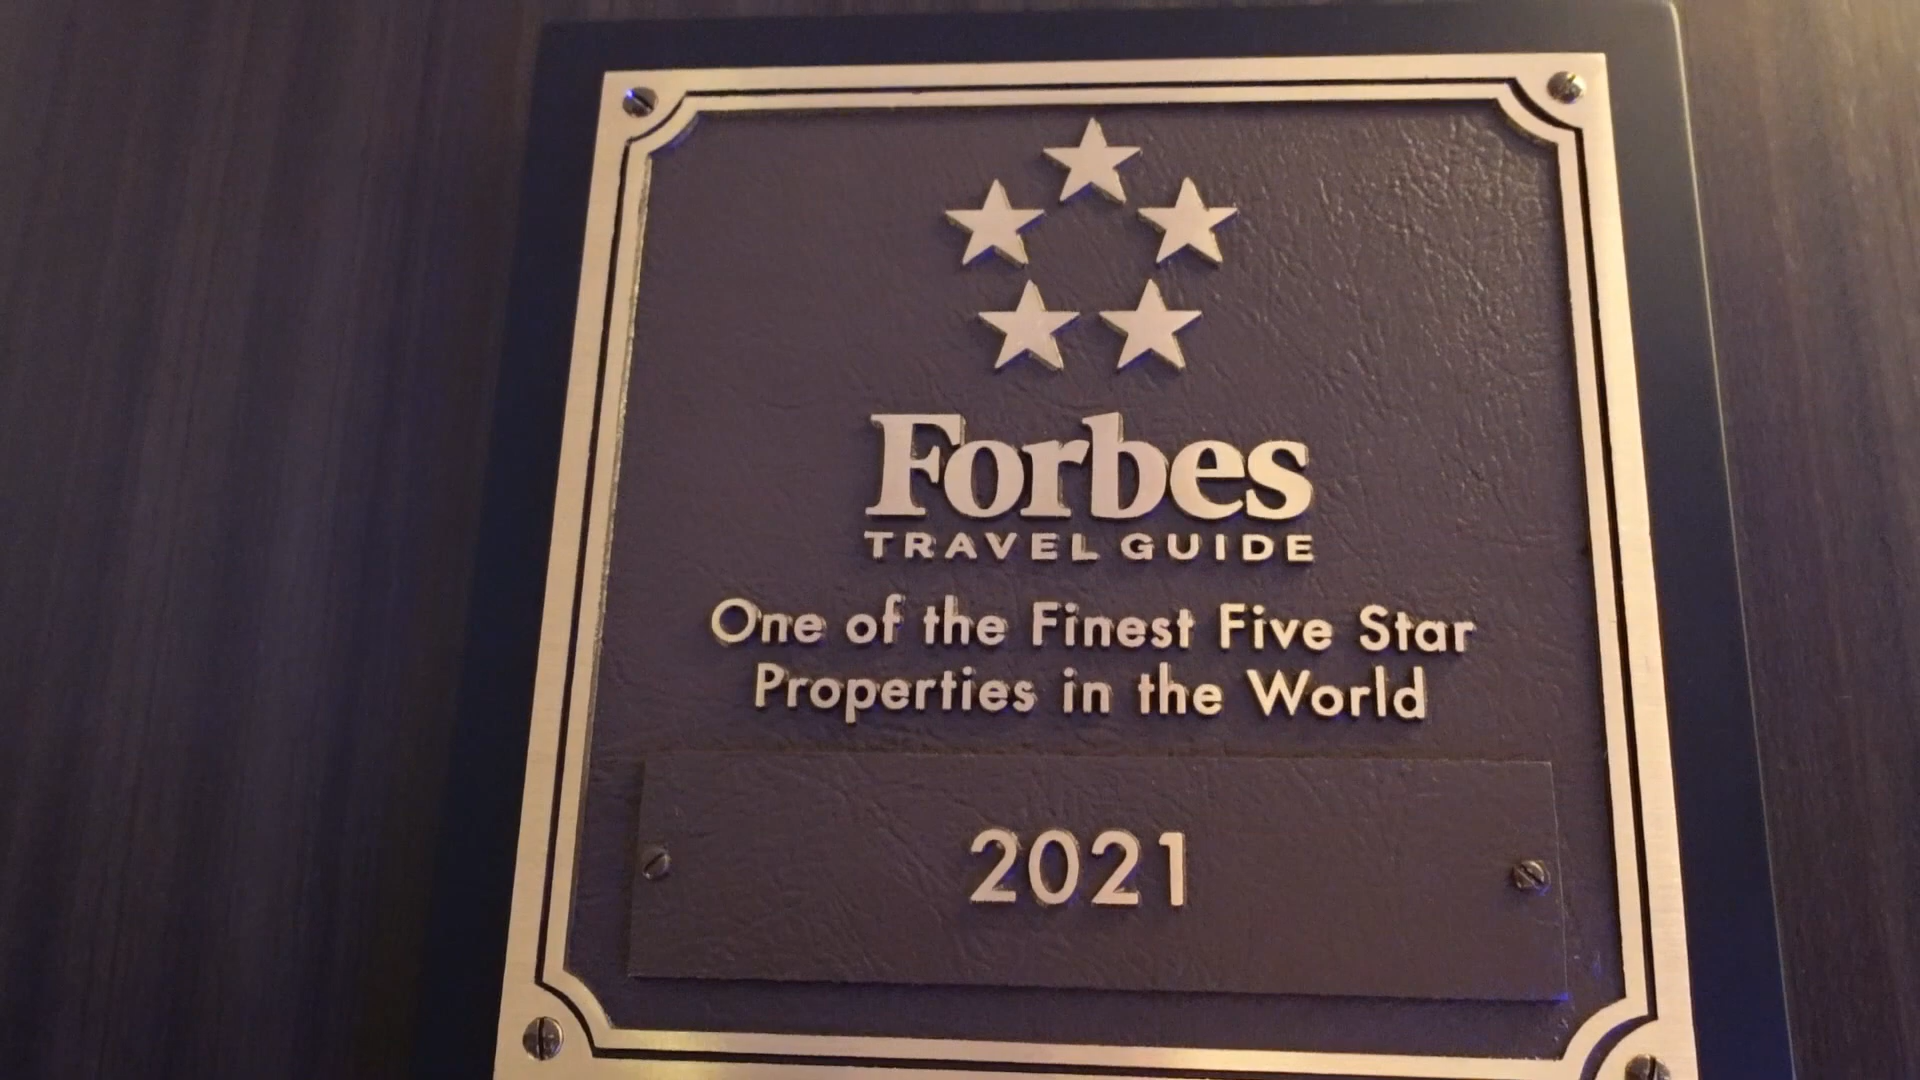 Forbes
TRAVEL GUIDE
One of the Finest Five Star
Properties in the World
2021